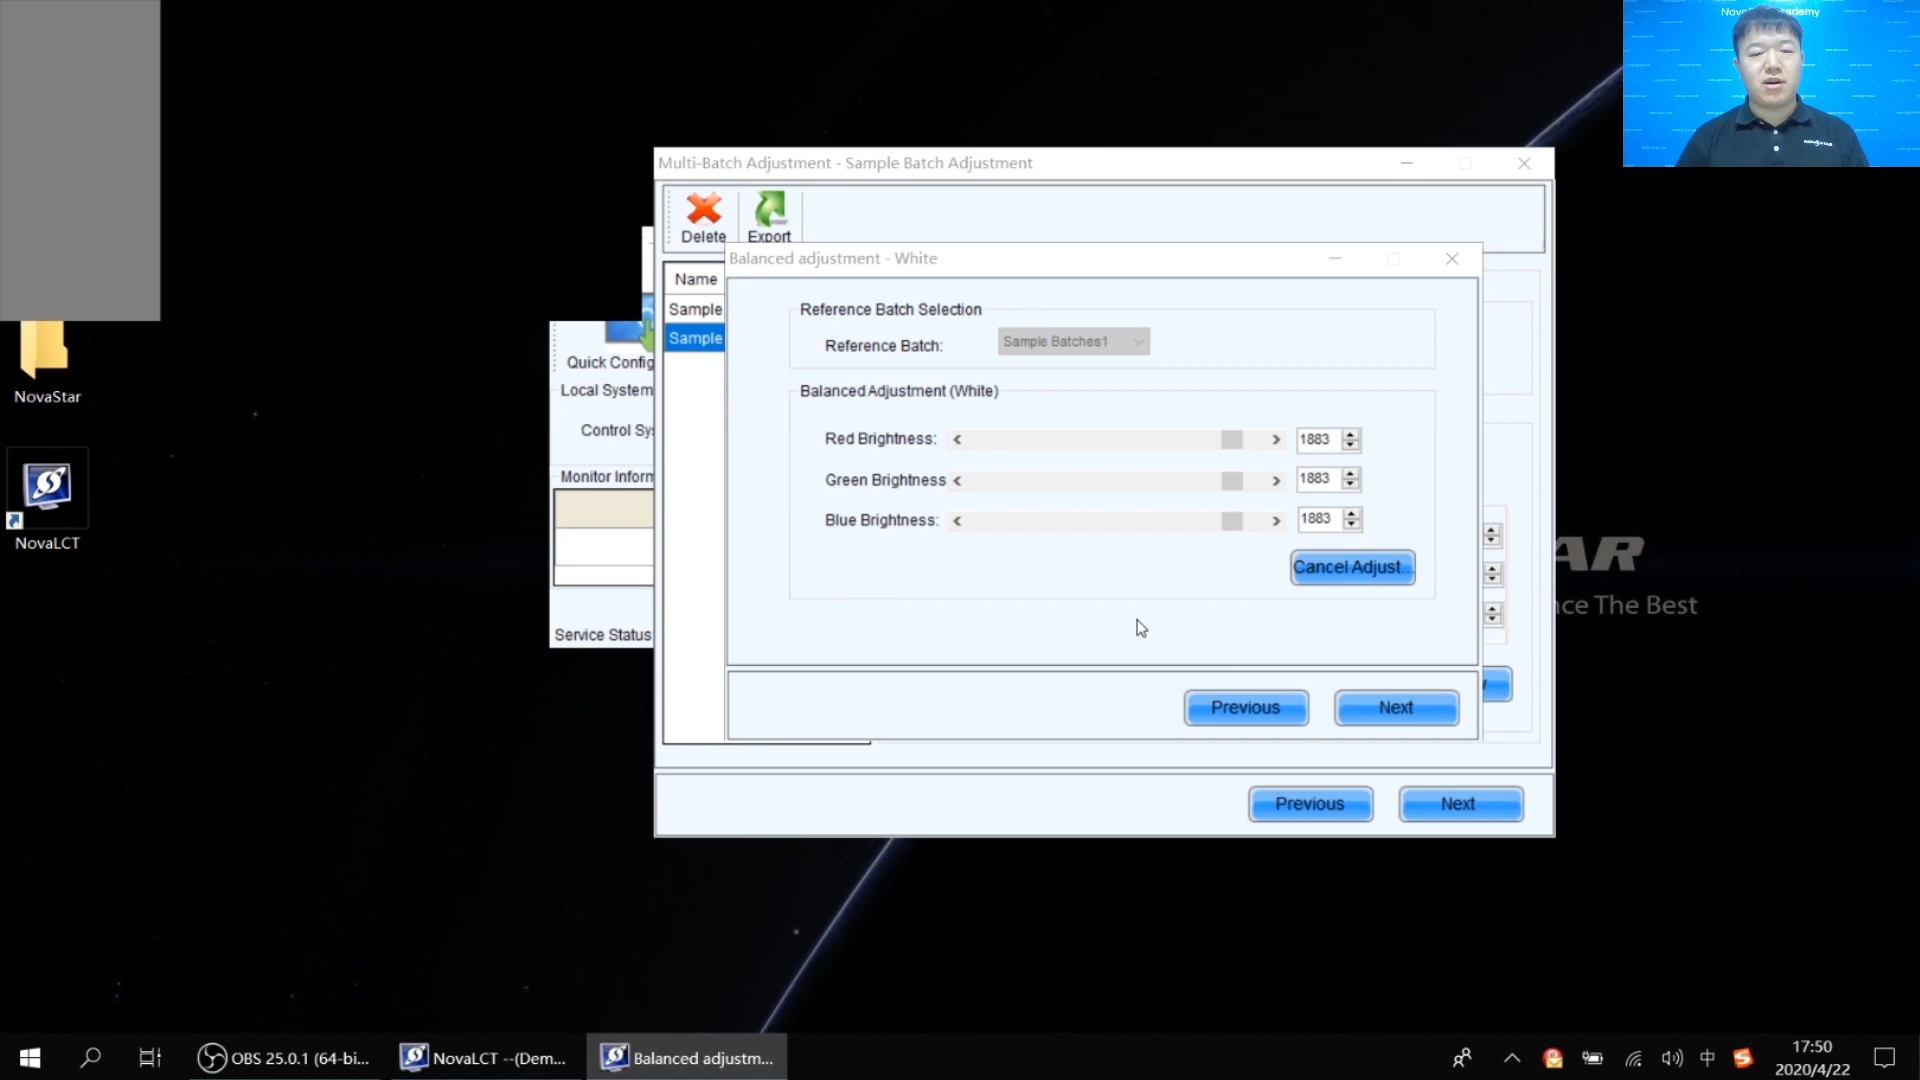 Multi-Batch Adjustment - Sample Batch Adjustment
Delete
Export
Balanced adjustment - White
Name
Sample
Sample
Reference Batch Selection
Reference Batch:
Sample Batches1
Balanced Adjustment (White)
Red Brightness:
1883
Green Brightness
1883
Blue Brightness:
1883
Cancel Adjust...
Previous
Next
Previous
Next
Quick Config
Local System
Control Sys
Monitor Inform
Service Status
NovaStar
NovaLCT
AR
nce The Best
OBS 25.0.1 (64-bi...
NovaLCT --(Dem...
Balanced adjustm...
中
17:50
2020/4/22